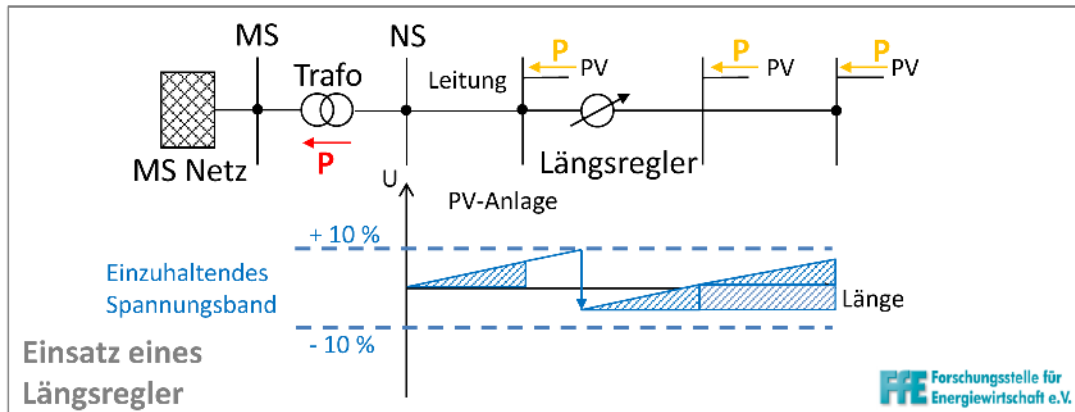 MS
NS
P
PV
P
PV
P
PV
Trafo
Leitung
P
MS Netz
Längsregler
U
PV-Anlage
+ 10 %
Einzuhaltendes
Spannungsband
Länge
- 10 %
Einsatz eines
Längsregler
FfE Forschungsstelle für
Energiewirtschaft e.V.